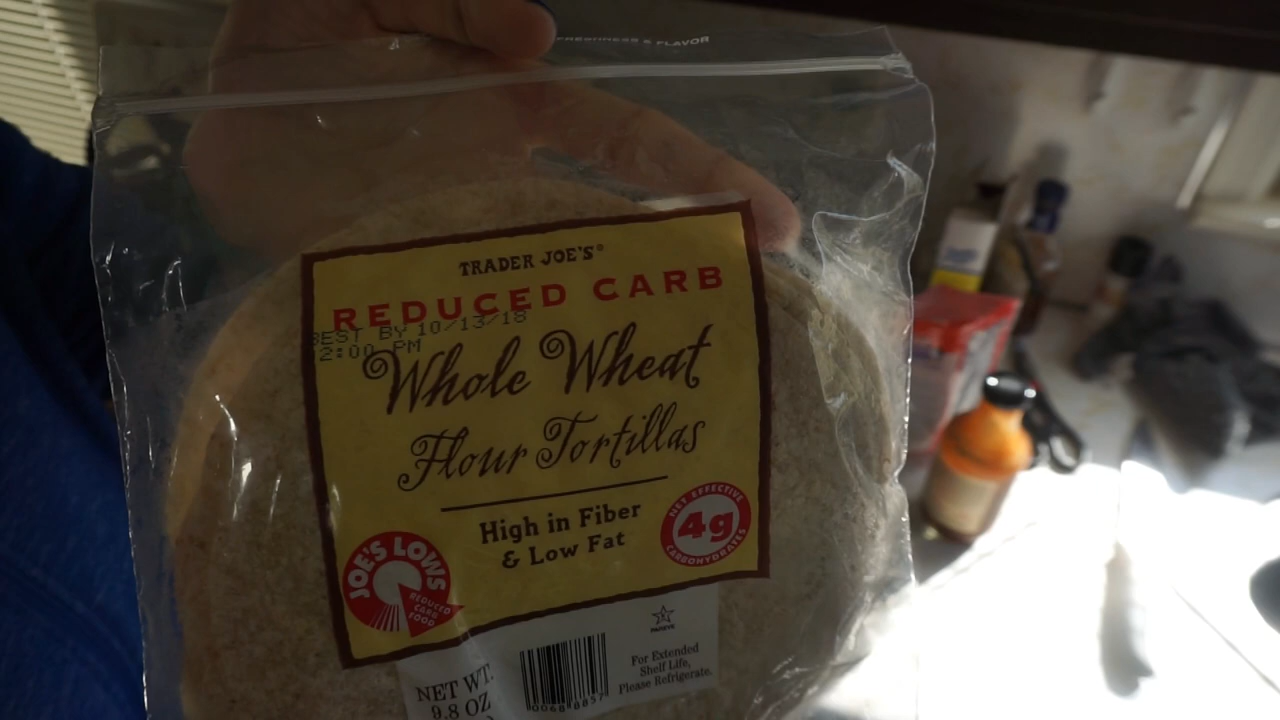 FRESHNESS & FLAVOR
TRADER JOE'S®
REDUCED CARB
BEST BY 10/13/18
2:00 PM
Whole Wheat
Flour Tortillas
High in Fiber
& Low Fat
NET EFFECTIVE
4g
CARBOHYDRATES
JOE'S LOWS
REDUCED
CARB
FOOD
PAREVE
For Extended
Shelf Life,
Please Refrigerate.
NET WT.
9.8 OZ